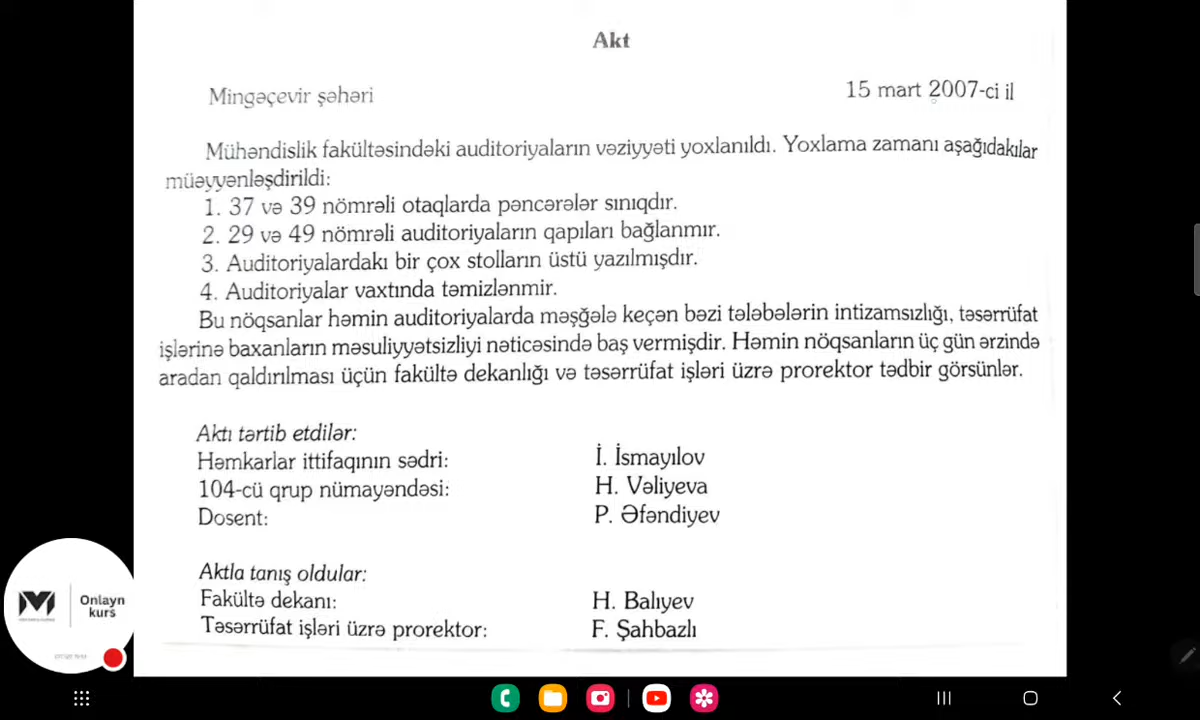 Akt
Mingəçevir şəhəri 15 mart 2007-ci il
Mühəndislik fakültəsindəki auditoriyaların vəziyyəti yoxlanıldı. Yoxlama zamanı aşağıdakılar
müəyyənləşdirildi:
1. 37 və 39 nömrəli otaqlarda pəncərələr sınıqdır.
2. 29 və 49 nömrəli auditoriyaların qapıları bağlanmır.
3. Auditoriyalardakı bir çox stolların üstü yazılmışdır.
4. Auditoriyalar vaxtında təmizlənmir.
Bu nöqsanlar həmin auditoriyalarda məşğələ keçən bəzi tələbələrin intizamsızlığı, təsərrüfat
işlərinə baxanların məsuliyyətsizliyi nəticəsində baş vermişdir. Həmin nöqsanların üç gün ərzində
aradan qaldırılması üçün fakültə dekanlığı və təsərrüfat işləri üzrə prorektor tədbir görsünlər.
Aktı tərtib etdilər:
Həmkarlar ittifaqının sədri: İ. İsmayılov
104-cü qrup nümayəndəsi: H. Vəliyeva
Dosent: P. Əfəndiyev
Aktla tanış oldular:
Fakültə dekanı: H. Balıyev
Təsərrüfat işləri üzrə prorektor: F. Şahbazlı
Onlayn
kurs